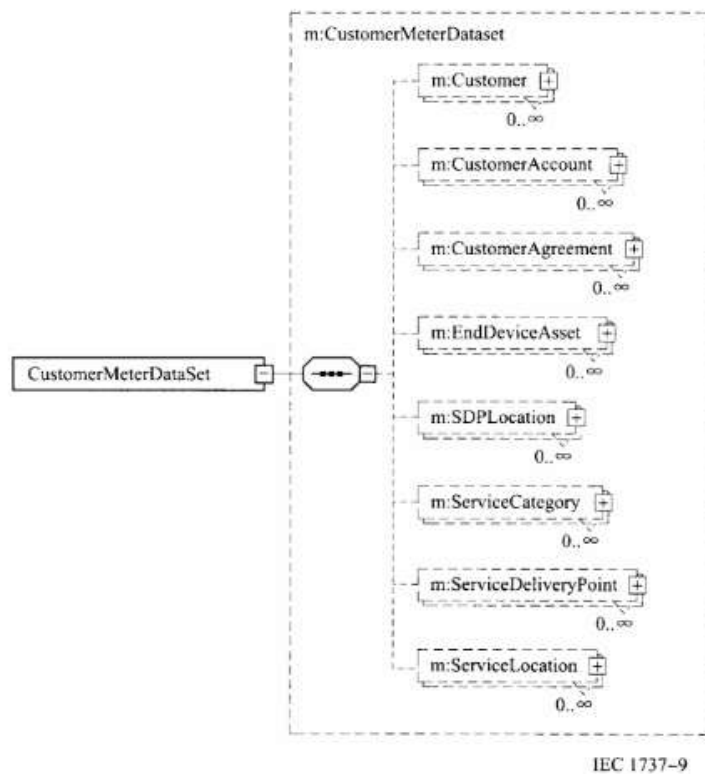 m:CustomerMeterDataset
m:Customer
0..∞
m:CustomerAccount
0..∞
m:CustomerAgreement
0..∞
m:EndDeviceAsset
0..∞
CustomerMeterDataSet
m:SDPLocation
0..∞
m:ServiceCategory
0..∞
m:ServiceDeliveryPoint
0..∞
m:ServiceLocation
0..∞
IEC 1737–9